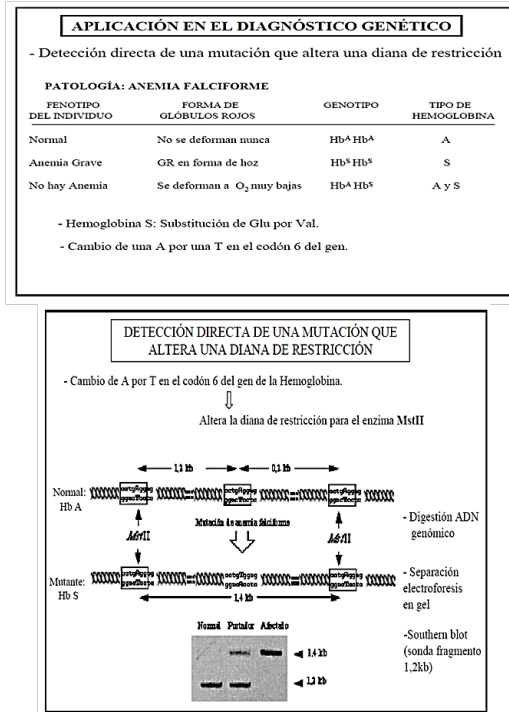 APLICACIÓN EN EL DIAGNÓSTICO GENÉTICO
- Detección directa de una mutación que altera una diana de restricción
PATOLOGÍA: ANEMIA FALCIFORME
FENOTIPO DEL INDIVIDUO
FORMA DE GLÓBULOS ROJOS
GENOTIPO
TIPO DE HEMOGLOBINA
Normal No se deforman nunca Hbᴬ Hbᴬ A
Anemia Grave GR en forma de hoz Hbˢ Hbˢ S
No hay Anemia Se deforman a O₂ muy bajas Hbᴬ Hbˢ A y S
- Hemoglobina S: Substitución de Glu por Val.
- Cambio de una A por una T en el codón 6 del gen.
DETECCIÓN DIRECTA DE UNA MUTACIÓN QUE
ALTERA UNA DIANA DE RESTRICCIÓN
- Cambio de A por T en el codón 6 del gen de la Hemoglobina.
Altera la diana de restricción para el enzima MstII
1,2 kb 0,2 kb
Normal:
Hb A
MstII
Mutación de anemia falciforme
MstII
Mutante:
Hb S
1,4 kb
- Digestión ADN
genómico
- Separación
electroforesis
en gel
-Southern blot
(sonda fragmento
1,2kb)
Normal Portador Afectado
1,4 kb
1,2 kb